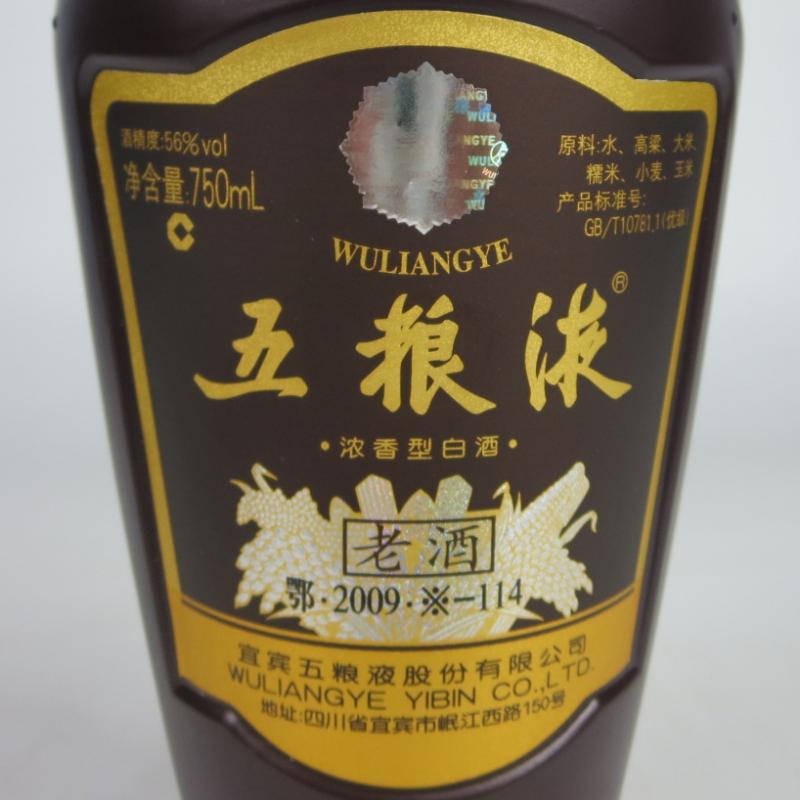 酒精度:56%vol
净含量:750mL
原料:水、高粱、大米、
糯米、小麦、玉米
产品标准号:
GB/T10781.1(优级)
WULIANGYE
五粮液®
·浓香型白酒·
老酒
鄂·2009·※-114
宜宾五粮液股份有限公司
WULIANGYE YIBIN CO.,LTD.
地址:四川省宜宾市岷江西路150号